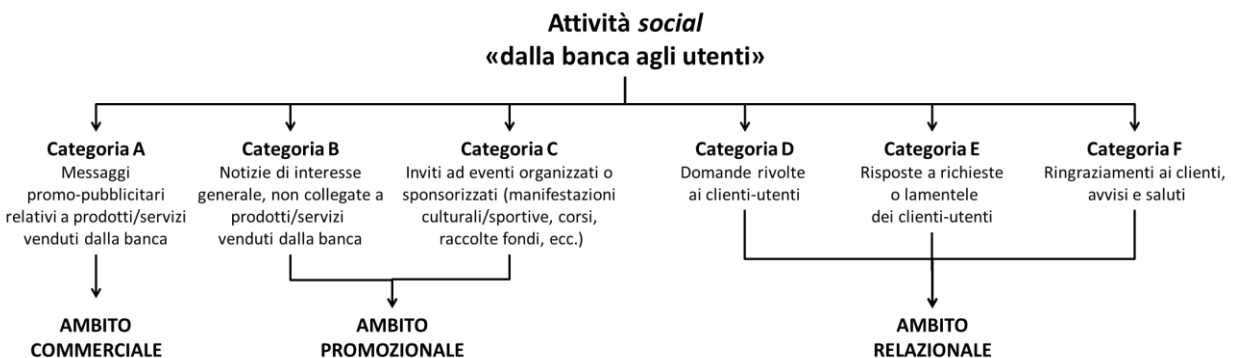 Attività social
«dalla banca agli utenti»
Categoria A
Messaggi
promo-pubblicitari
relativi a prodotti/servizi
venduti dalla banca
Categoria B
Notizie di interesse
generale, non collegate a
prodotti/servizi
venduti dalla banca
Categoria C
Inviti ad eventi organizzati o
sponsorizzati (manifestazioni
culturali/sportive, corsi,
raccolte fondi, ecc.)
Categoria D
Domande rivolte
ai clienti-utenti
Categoria E
Risposte a richieste
o lamentele
dei clienti-utenti
Categoria F
Ringraziamenti ai clienti,
avvisi e saluti
AMBITO
COMMERCIALE
AMBITO
PROMOZIONALE
AMBITO
RELAZIONALE